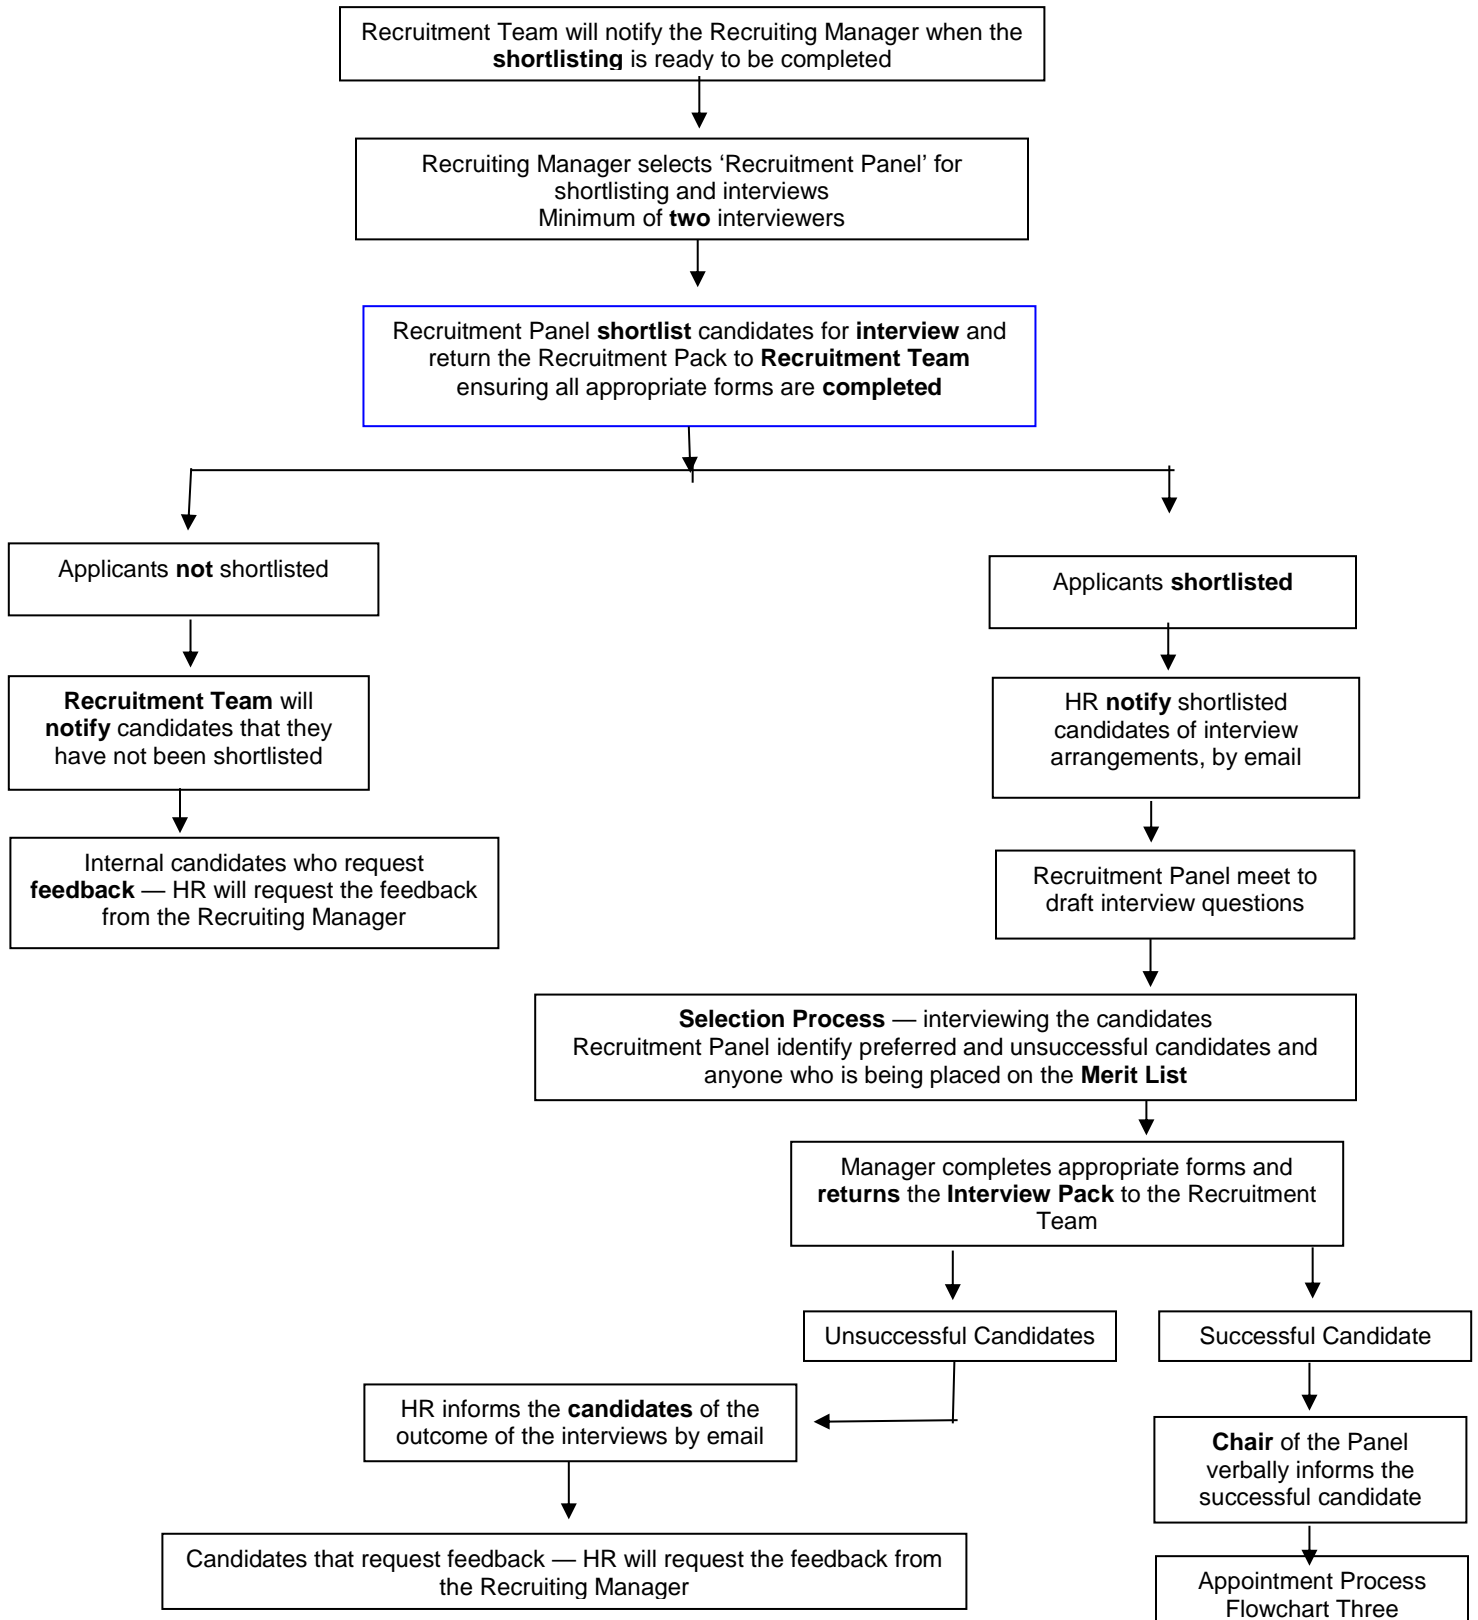 Recruitment Team will notify the Recruiting Manager when the
shortlisting is ready to be completed
Recruiting Manager selects ‘Recruitment Panel’ for
shortlisting and interviews
Minimum of two interviewers
Recruitment Panel shortlist candidates for interview and
return the Recruitment Pack to Recruitment Team
ensuring all appropriate forms are completed
Applicants not shortlisted
Recruitment Team will
notify candidates that they
have not been shortlisted
Internal candidates who request
feedback — HR will request the feedback
from the Recruiting Manager
Applicants shortlisted
HR notify shortlisted
candidates of interview
arrangements, by email
Recruitment Panel meet to
draft interview questions
Selection Process — interviewing the candidates
Recruitment Panel identify preferred and unsuccessful candidates and
anyone who is being placed on the Merit List
Manager completes appropriate forms and
returns the Interview Pack to the Recruitment
Team
Unsuccessful Candidates
HR informs the candidates of the
outcome of the interviews by email
Candidates that request feedback — HR will request the feedback from
the Recruiting Manager
Successful Candidate
Chair of the Panel
verbally informs the
successful candidate
Appointment Process
Flowchart Three